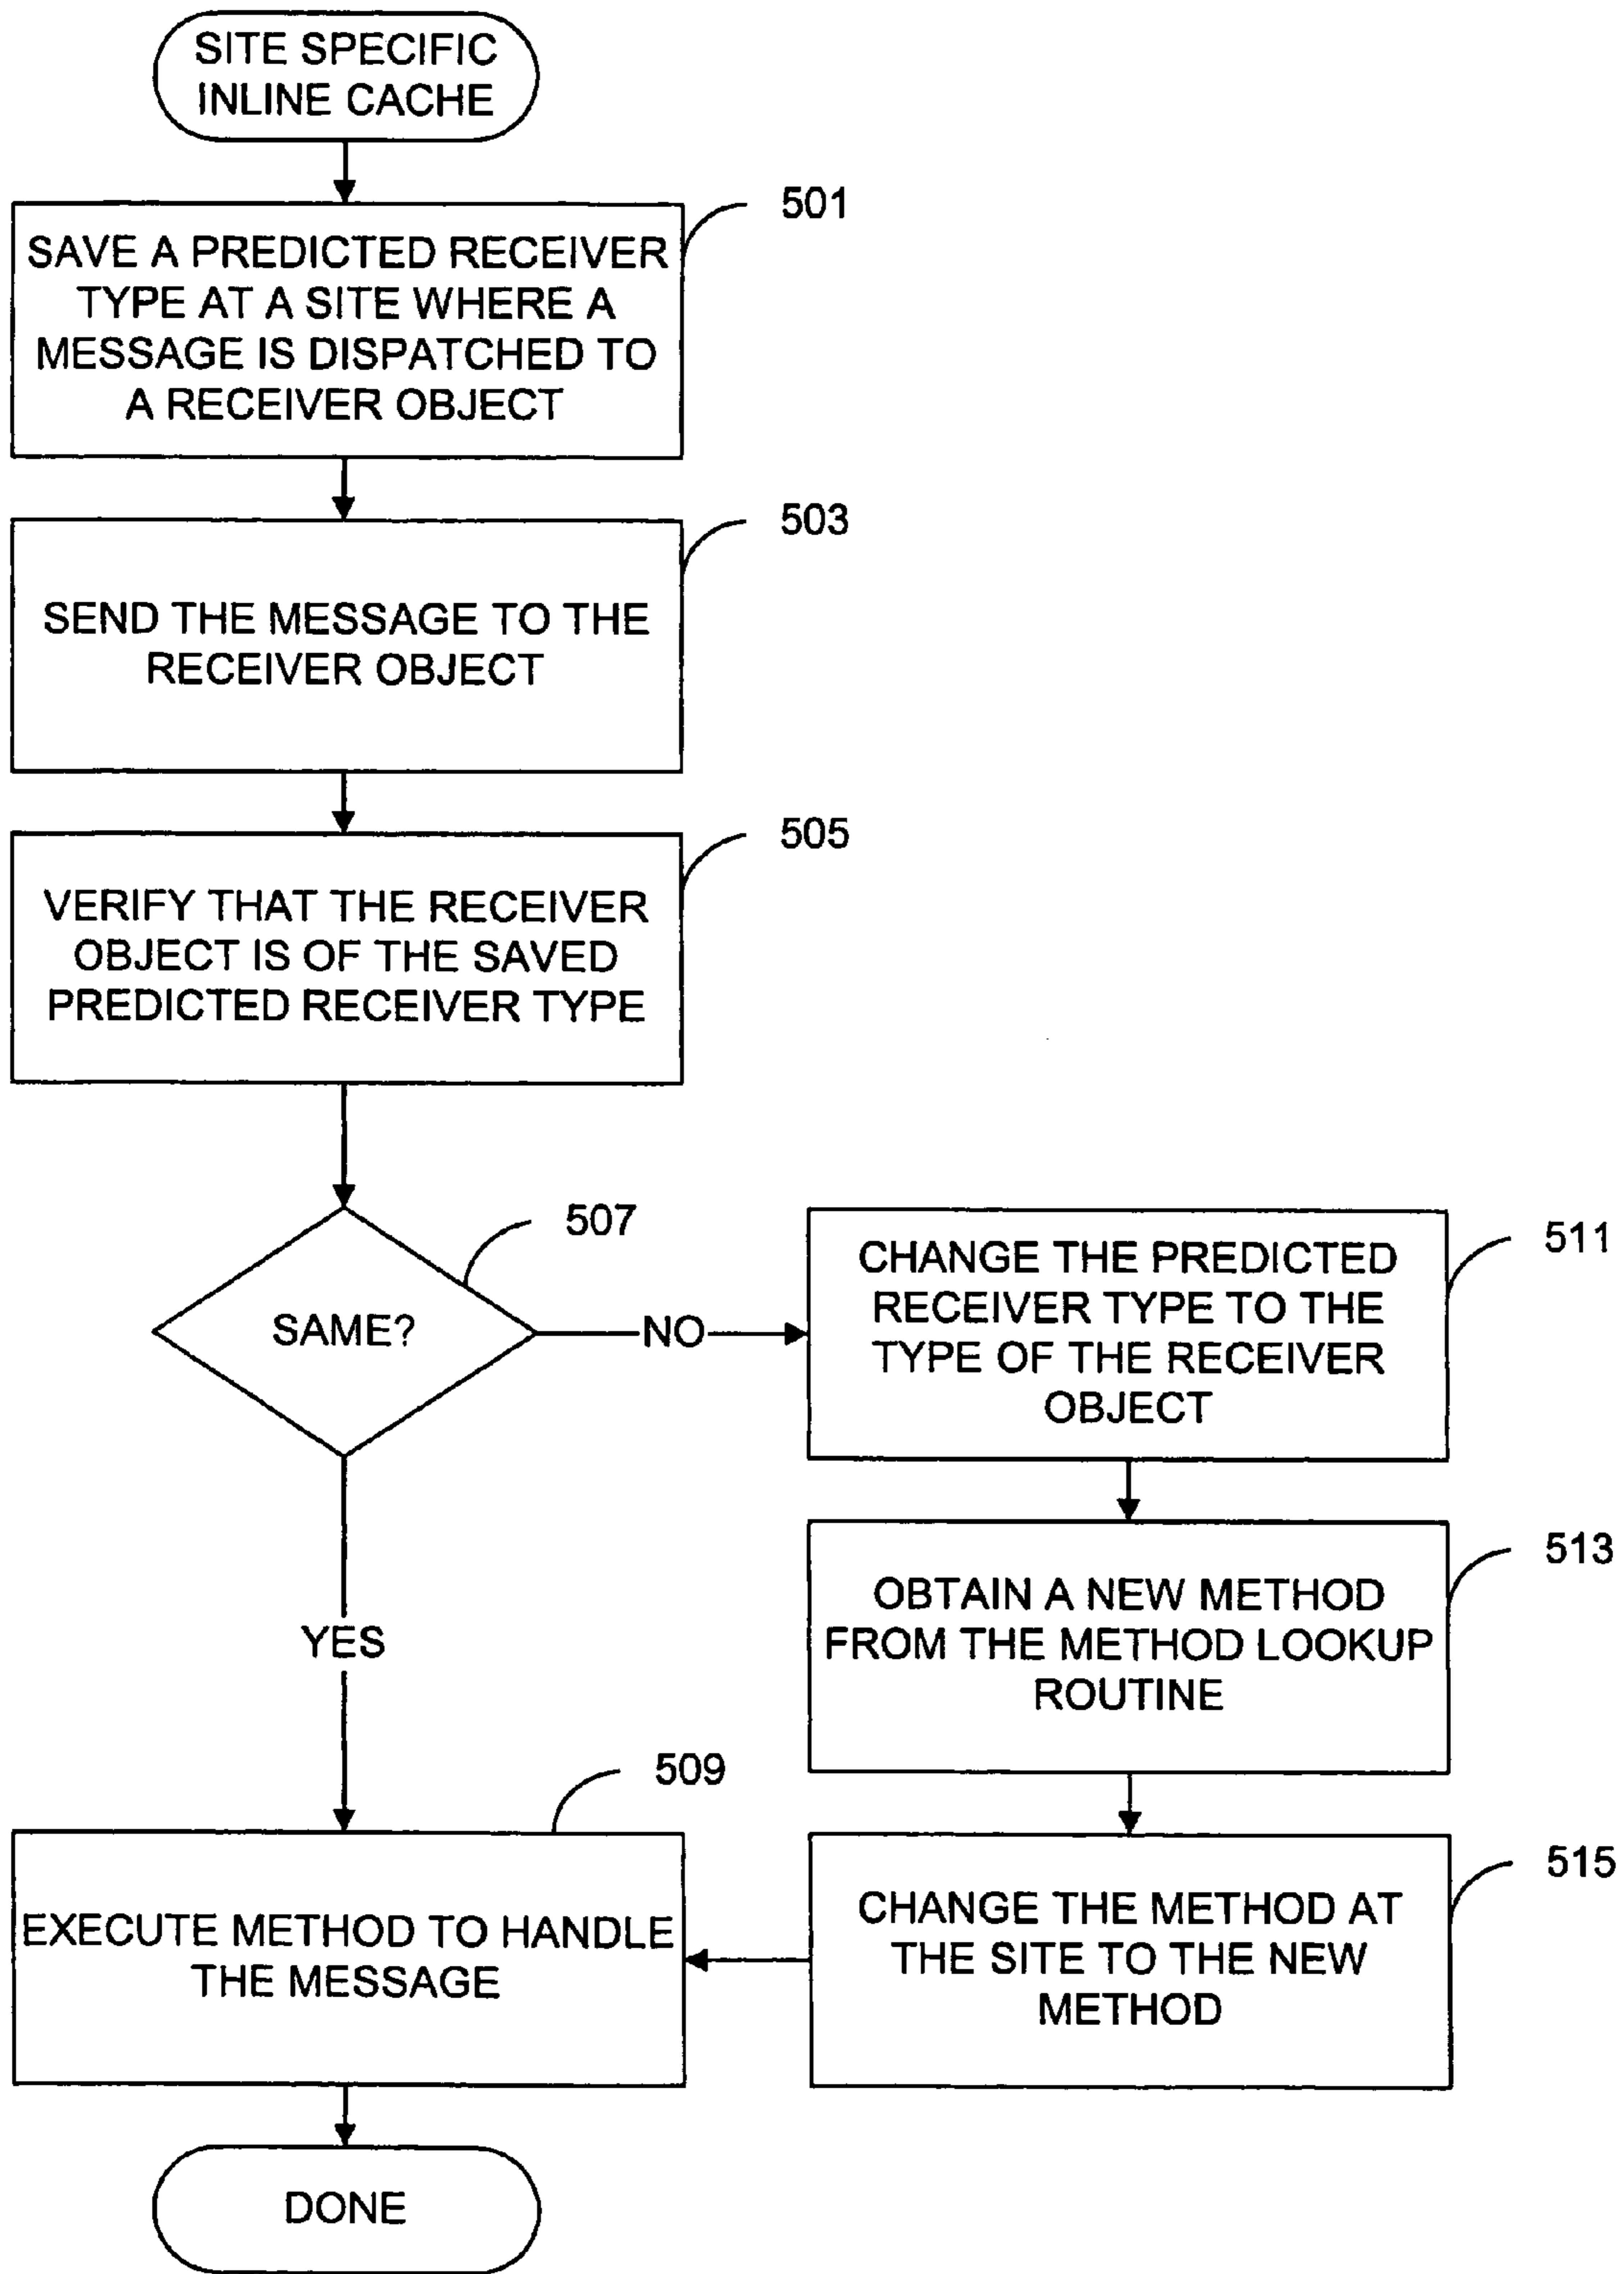 SITE SPECIFIC
INLINE CACHE
501
SAVE A PREDICTED RECEIVER
TYPE AT A SITE WHERE A
MESSAGE IS DISPATCHED TO
A RECEIVER OBJECT
503
SEND THE MESSAGE TO THE
RECEIVER OBJECT
505
VERIFY THAT THE RECEIVER
OBJECT IS OF THE SAVED
PREDICTED RECEIVER TYPE
507
SAME?
NO
511
CHANGE THE PREDICTED
RECEIVER TYPE TO THE
TYPE OF THE RECEIVER
OBJECT
513
OBTAIN A NEW METHOD
FROM THE METHOD LOOKUP
ROUTINE
YES
509
EXECUTE METHOD TO HANDLE
THE MESSAGE
515
CHANGE THE METHOD AT
THE SITE TO THE NEW
METHOD
DONE